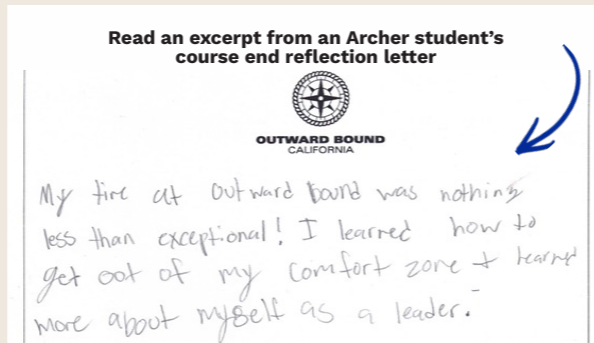 Read an excerpt from an Archer student's
course end reflection letter
OUTWARD BOUND
CALIFORNIA
My time at Outward bound was nothing
less than exceptional! I learned how to
get out of my comfort zone + learned
more about myself as a leader.